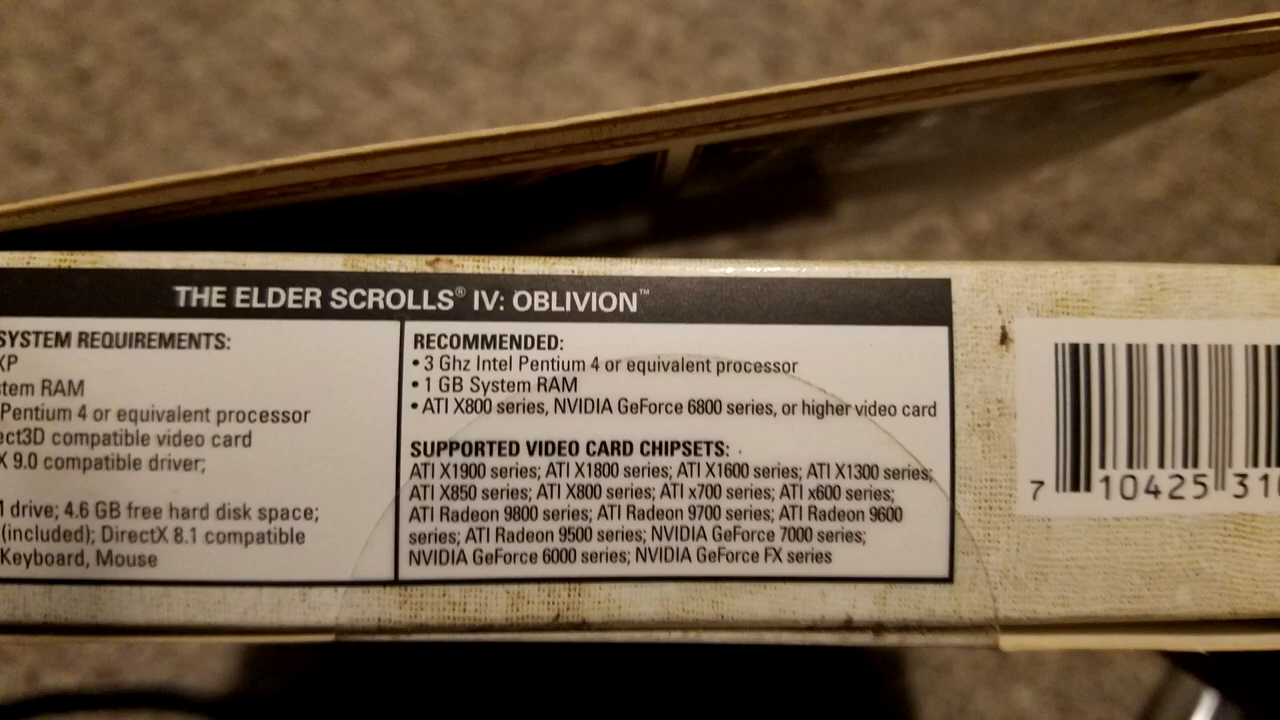 THE ELDER SCROLLS® IV: OBLIVION™
SYSTEM REQUIREMENTS:
XP
RAM
Pentium 4 or equivalent processor
compatible video card
9.0 compatible driver;
drive; 4.6 GB free hard disk space;
(included); DirectX 8.1 compatible
Keyboard, Mouse
RECOMMENDED:
• 3 Ghz Intel Pentium 4 or equivalent processor
• 1 GB System RAM
• ATI X800 series, NVIDIA GeForce 6800 series, or higher video card
SUPPORTED VIDEO CARD CHIPSETS:
ATI X1900 series; ATI X1800 series; ATI X1600 series; ATI X1300 series;
ATI X850 series; ATI X800 series; ATI x700 series; ATI x600 series;
ATI Radeon 9800 series; ATI Radeon 9700 series; ATI Radeon 9600
series; ATI Radeon 9500 series; NVIDIA GeForce 7000 series;
NVIDIA GeForce 6000 series; NVIDIA GeForce FX series
7 10425 31